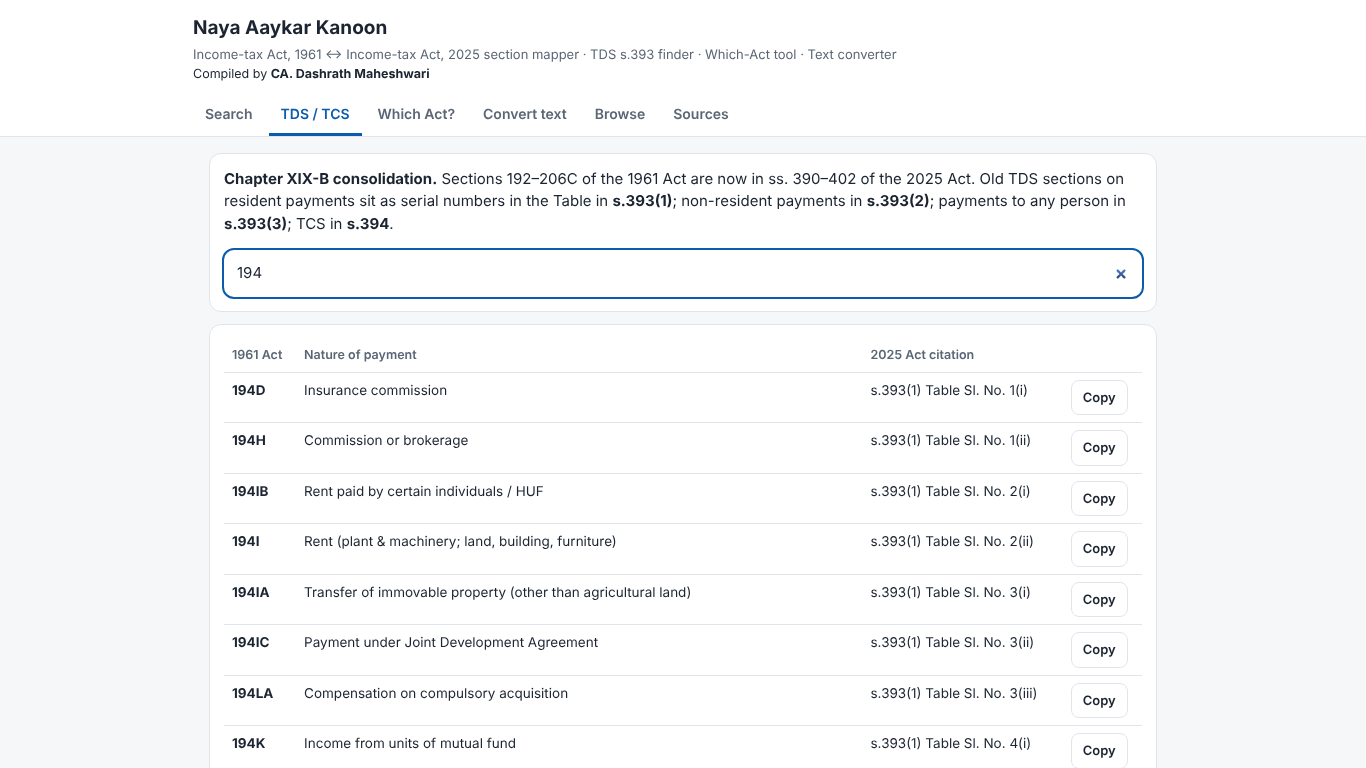 Naya Aaykar Kanoon
Income-tax Act, 1961 ↔ Income-tax Act, 2025 section mapper · TDS s.393 finder · Which-Act tool · Text converter
Compiled by CA. Dashrath Maheshwari
Search TDS / TCS Which Act? Convert text Browse Sources
Chapter XIX-B consolidation. Sections 192–206C of the 1961 Act are now in ss. 390–402 of the 2025 Act. Old TDS sections on
resident payments sit as serial numbers in the Table in s.393(1); non-resident payments in s.393(2); payments to any person in
s.393(3); TCS in s.394.
194 ×
1961 Act Nature of payment 2025 Act citation
194D Insurance commission s.393(1) Table Sl. No. 1(i) Copy
194H Commission or brokerage s.393(1) Table Sl. No. 1(ii) Copy
194IB Rent paid by certain individuals / HUF s.393(1) Table Sl. No. 2(i) Copy
194I Rent (plant & machinery; land, building, furniture) s.393(1) Table Sl. No. 2(ii) Copy
194IA Transfer of immovable property (other than agricultural land) s.393(1) Table Sl. No. 3(i) Copy
194IC Payment under Joint Development Agreement s.393(1) Table Sl. No. 3(ii) Copy
194LA Compensation on compulsory acquisition s.393(1) Table Sl. No. 3(iii) Copy
194K Income from units of mutual fund s.393(1) Table Sl. No. 4(i) Copy